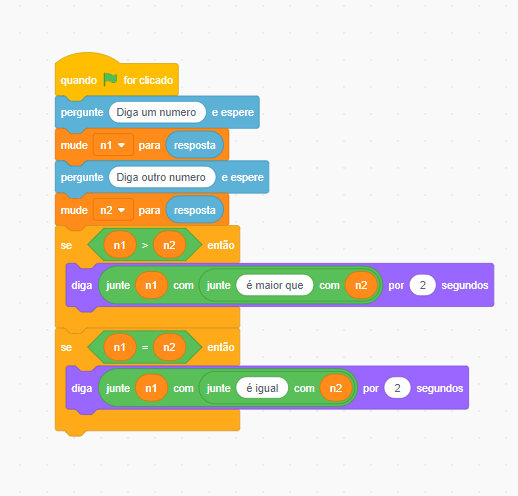 quando for clicado
pergunte Diga um numero e espere
mude n1 para resposta
pergunte Diga outro numero e espere
mude n2 para resposta
se n1 > n2 então
diga junte n1 com junte é maior que com n2 por 2 segundos
se n1 = n2 então
diga junte n1 com junte é igual com n2 por 2 segundos